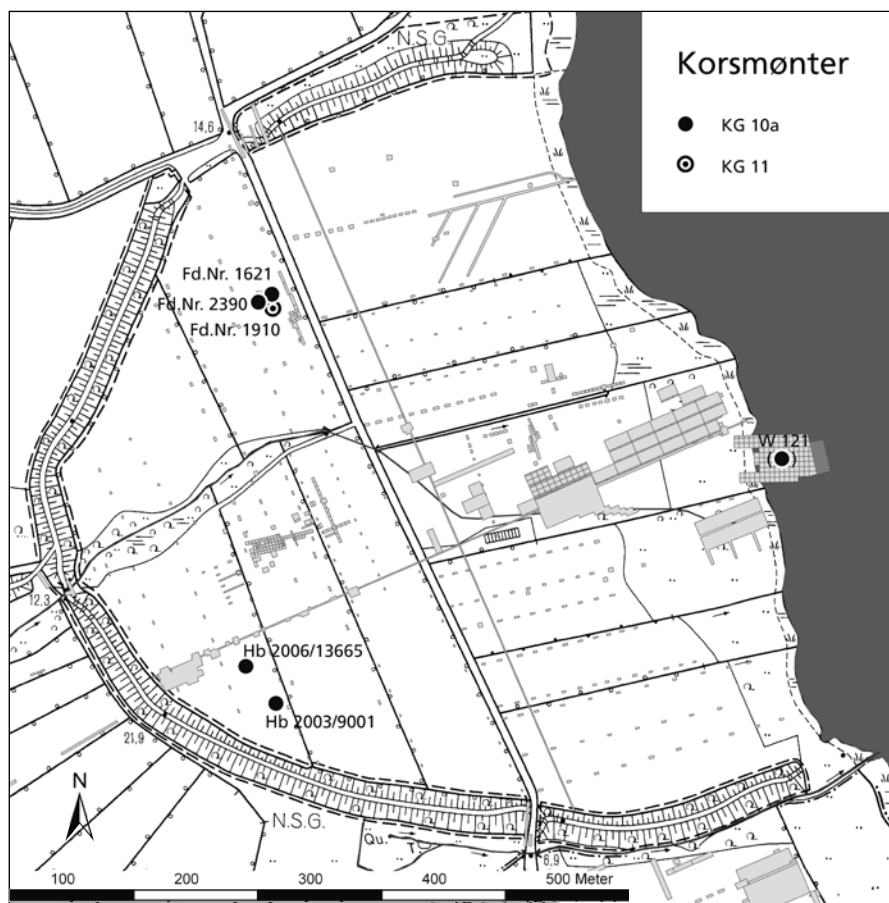 N.S.G.
Korsmønter
KG 10a
KG 11
14,6
Fd.Nr. 1621
Fd.Nr. 2390
Fd.Nr. 1910
W 121
12,3
Hb 2006/13665
Hb 2003/9001
21,9
N
N.S.G.
Qu.
T
6,9
100 200 300 400 500 Meter